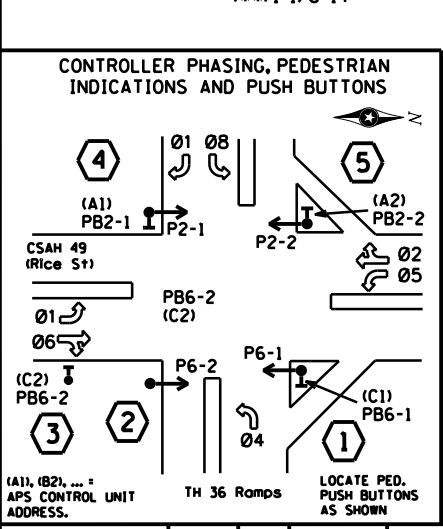 CONTROLLER PHASING, PEDESTRIAN
INDICATIONS AND PUSH BUTTONS
N
4
Ø1 Ø8
5
(A1)
PB2-1
P2-1
(A2)
PB2-2
P2-2
CSAH 49
(Rice St)
Ø2
Ø5
PB6-2
(C2)
Ø1
Ø6
P6-2
P6-1
(C2)
PB6-2
(C1)
PB6-1
3
2
Ø4
1
(A1), (B2), ... =
APS CONTROL UNIT
ADDRESS.
TH 36 Ramps
LOCATE PED.
PUSH BUTTONS
AS SHOWN